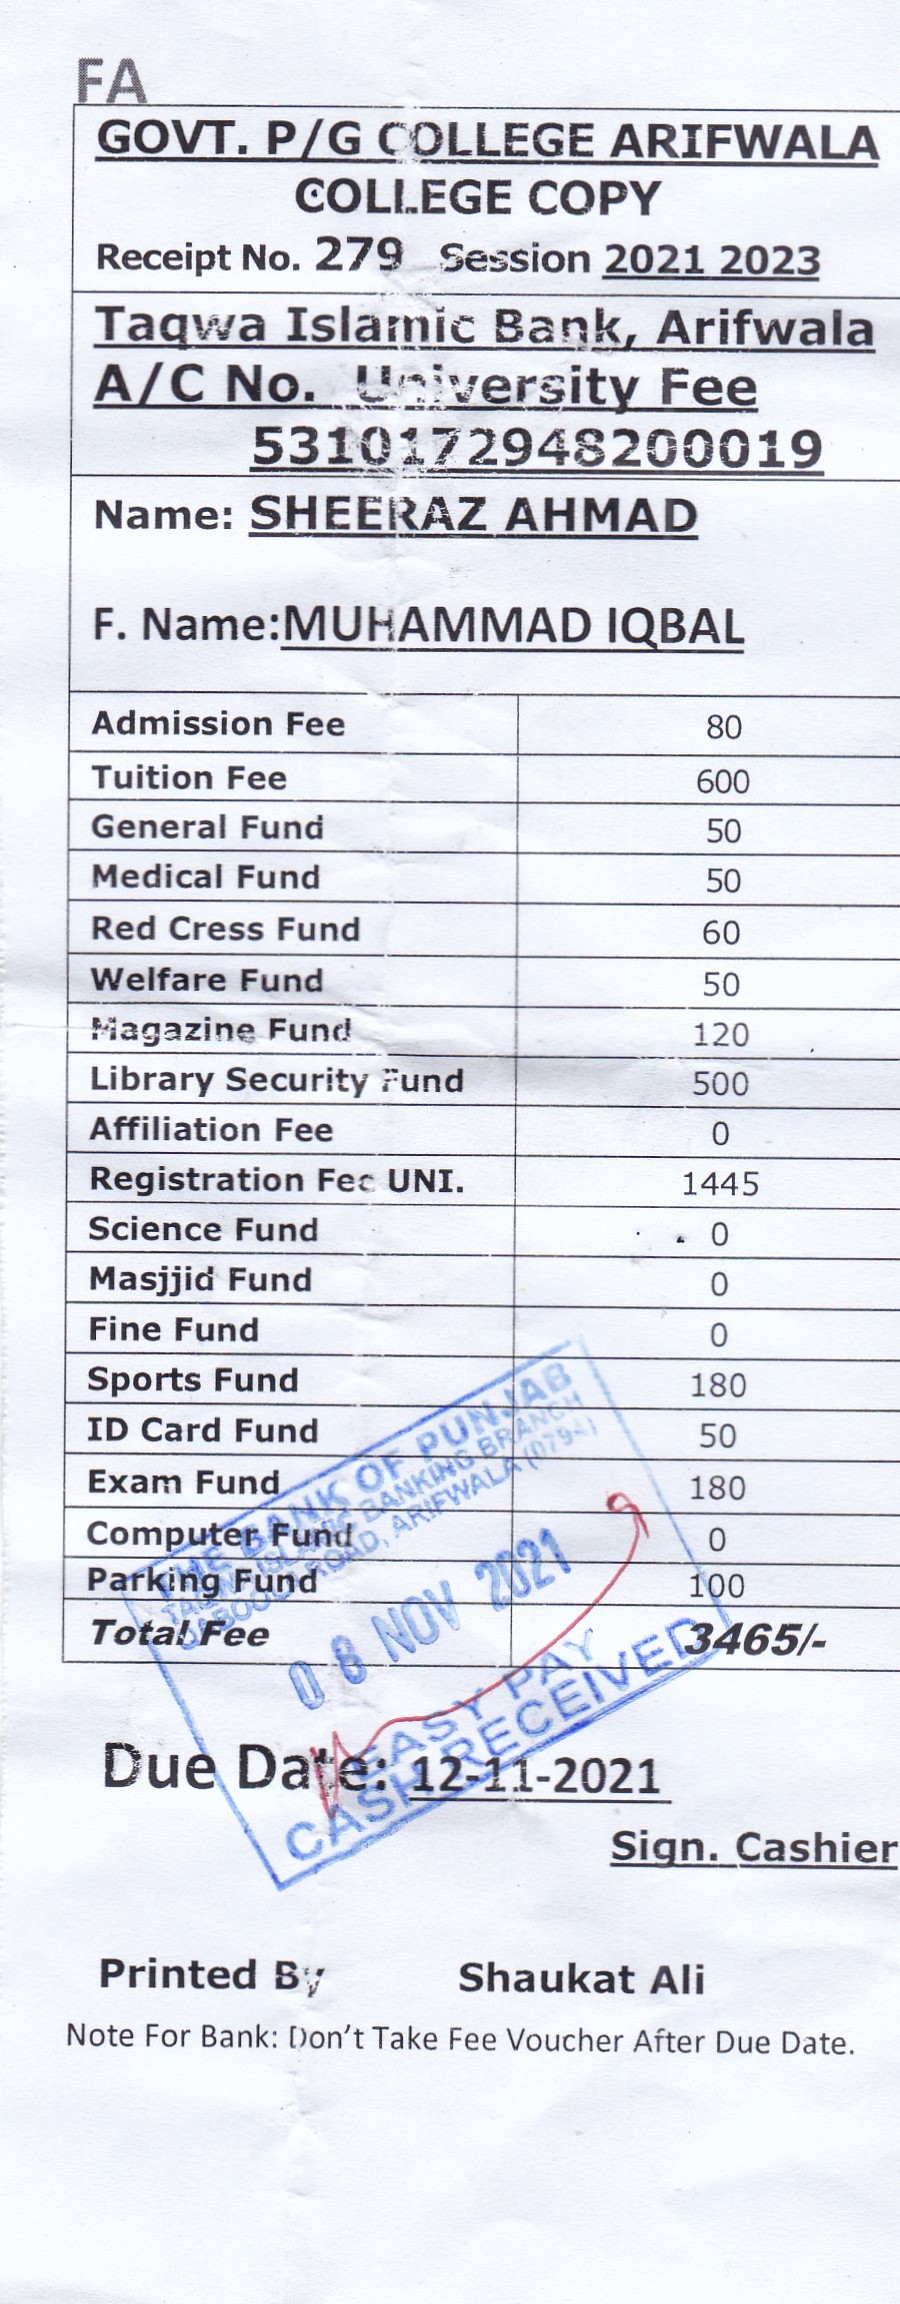 FA
GOVT. P/G COLLEGE ARIFWALA
COLLEGE COPY
Receipt No. 279 Session 2021 2023
Taqwa Islamic Bank, Arifwala
A/C No. University Fee
5310172948200019
Name: SHEERAZ AHMAD
F. Name:MUHAMMAD IQBAL
Admission Fee 80
Tuition Fee 600
General Fund 50
Medical Fund 50
Red Cress Fund 60
Welfare Fund 50
Magazine Fund 120
Library Security Fund 500
Affiliation Fee 0
Registration Fee UNI. 1445
Science Fund 0
Masjjid Fund 0
Fine Fund 0
Sports Fund 180
ID Card Fund 50
Exam Fund 180
Computer Fund 0
Parking Fund 100
Total Fee 3465/-
THE BANK OF PUNJAB
TAQWA ISLAMIC BANKING BRANCH
ROAD, ARIFWALA (0794)
08 NOV 2021
EASY PAY
CASH RECEIVED
Due Date: 12-11-2021
Sign. Cashier
Printed By Shaukat Ali
Note For Bank: Don't Take Fee Voucher After Due Date.